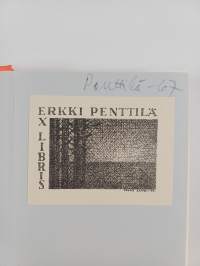 Penttilä -67
ERKKI PENTTILÄ
EX LIBRIS